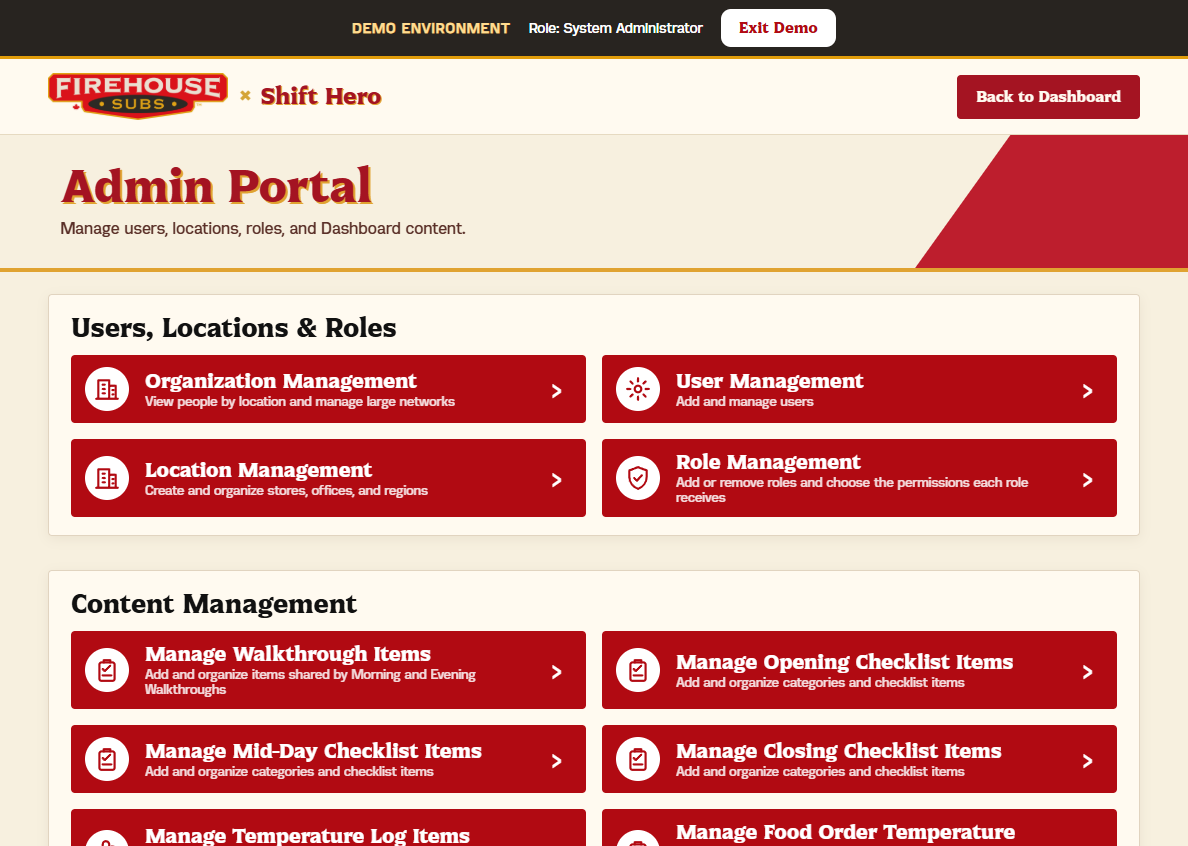 DEMO ENVIRONMENT Role: System Administrator Exit Demo
FIREHOUSE
SUBS
× Shift Hero
Back to Dashboard
Admin Portal
Manage users, locations, roles, and Dashboard content.
Users, Locations & Roles
Organization Management
View people by location and manage large networks
User Management
Add and manage users
Location Management
Create and organize stores, offices, and regions
Role Management
Add or remove roles and choose the permissions each role
receives
Content Management
Manage Walkthrough Items
Add and organize items shared by Morning and Evening
Walkthroughs
Manage Opening Checklist Items
Add and organize categories and checklist items
Manage Mid-Day Checklist Items
Add and organize categories and checklist items
Manage Closing Checklist Items
Add and organize categories and checklist items
Manage Temperature Log Items
Manage Food Order Temperature